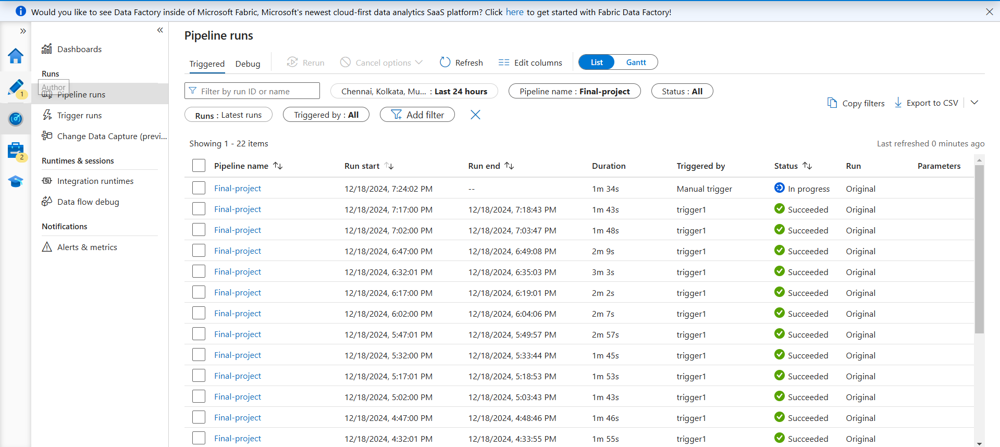 Would you like to see Data Factory inside of Microsoft Fabric, Microsoft's newest cloud-first data analytics SaaS platform? Click here to get started with Fabric Data Factory!
Dashboards
Runs
Author
Pipeline runs
Trigger runs
Change Data Capture (previ...
Runtimes & sessions
Integration runtimes
Data flow debug
Notifications
Alerts & metrics
1
2
Pipeline runs
Triggered Debug Rerun Cancel options Refresh Edit columns List Gantt
Filter by run ID or name Chennai, Kolkata, Mu... : Last 24 hours Pipeline name : Final-project Status : All
Runs : Latest runs Triggered by : All Add filter
Copy filters Export to CSV
Showing 1 - 22 items Last refreshed 0 minutes ago
Pipeline name Run start Run end Duration Triggered by Status Run Parameters
Final-project 12/18/2024, 7:24:02 PM -- 1m 34s Manual trigger In progress Original
Final-project 12/18/2024, 7:17:00 PM 12/18/2024, 7:18:43 PM 1m 43s trigger1 Succeeded Original
Final-project 12/18/2024, 7:02:00 PM 12/18/2024, 7:03:47 PM 1m 48s trigger1 Succeeded Original
Final-project 12/18/2024, 6:47:00 PM 12/18/2024, 6:49:08 PM 2m 9s trigger1 Succeeded Original
Final-project 12/18/2024, 6:32:01 PM 12/18/2024, 6:35:03 PM 3m 3s trigger1 Succeeded Original
Final-project 12/18/2024, 6:17:00 PM 12/18/2024, 6:19:01 PM 2m 2s trigger1 Succeeded Original
Final-project 12/18/2024, 6:02:00 PM 12/18/2024, 6:04:06 PM 2m 7s trigger1 Succeeded Original
Final-project 12/18/2024, 5:47:01 PM 12/18/2024, 5:49:57 PM 2m 57s trigger1 Succeeded Original
Final-project 12/18/2024, 5:32:00 PM 12/18/2024, 5:33:44 PM 1m 45s trigger1 Succeeded Original
Final-project 12/18/2024, 5:17:01 PM 12/18/2024, 5:18:53 PM 1m 53s trigger1 Succeeded Original
Final-project 12/18/2024, 5:02:00 PM 12/18/2024, 5:03:43 PM 1m 43s trigger1 Succeeded Original
Final-project 12/18/2024, 4:47:00 PM 12/18/2024, 4:48:46 PM 1m 46s trigger1 Succeeded Original
Final-project 12/18/2024, 4:32:01 PM 12/18/2024, 4:33:55 PM 1m 55s trigger1 Succeeded Original